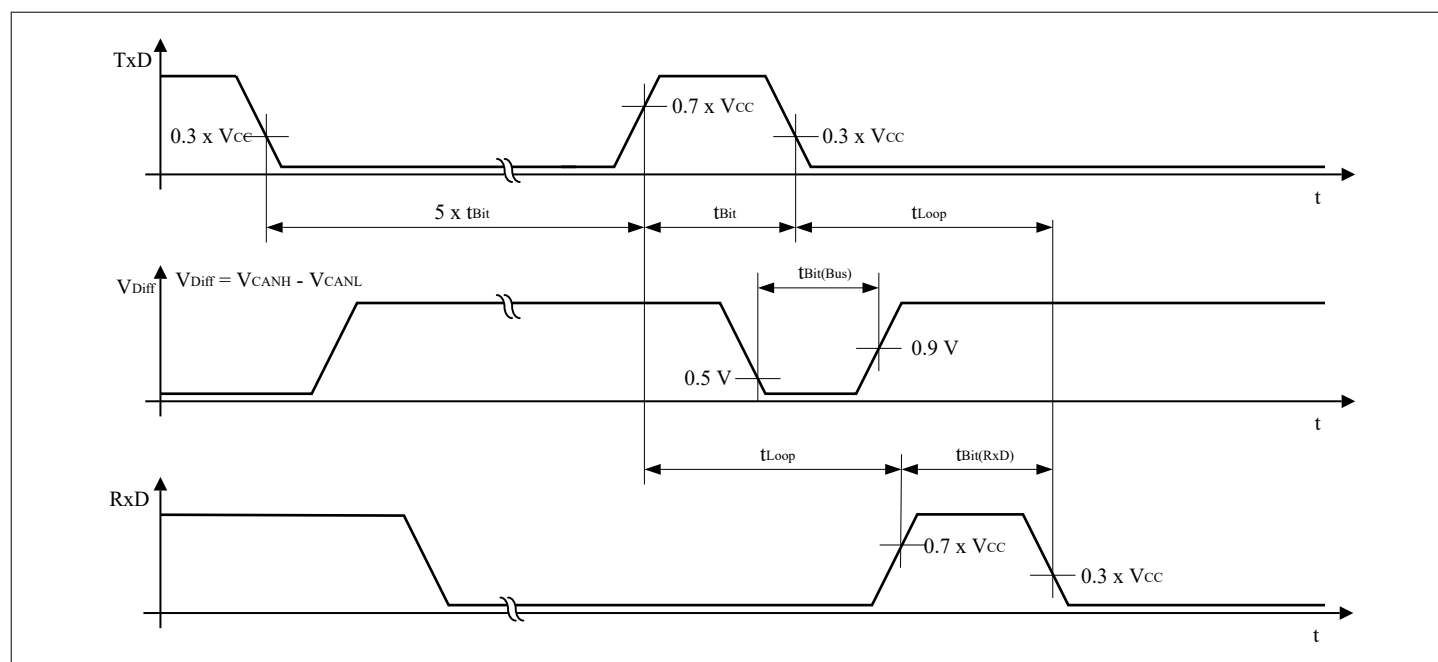 TxD
0.7 x VCC
0.3 x VCC
0.3 x VCC
t
5 x tBit
tBit
tLoop
VDiff
VDiff = VCANH - VCANL
tBit(Bus)
0.9 V
0.5 V
t
tLoop
tBit(RxD)
RxD
0.7 x VCC
0.3 x VCC
t